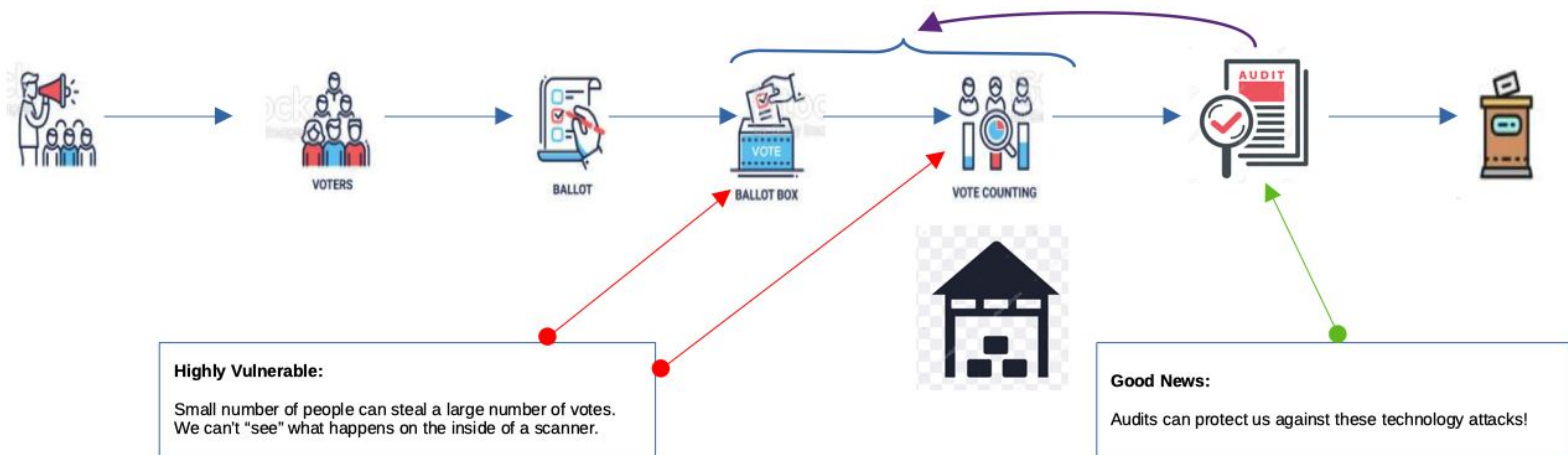 AUDIT
VOTE
VOTERS
BALLOT
BALLOT BOX
VOTE COUNTING
Highly Vulnerable:
Small number of people can steal a large number of votes.
We can't “see” what happens on the inside of a scanner.
Good News:
Audits can protect us against these technology attacks!